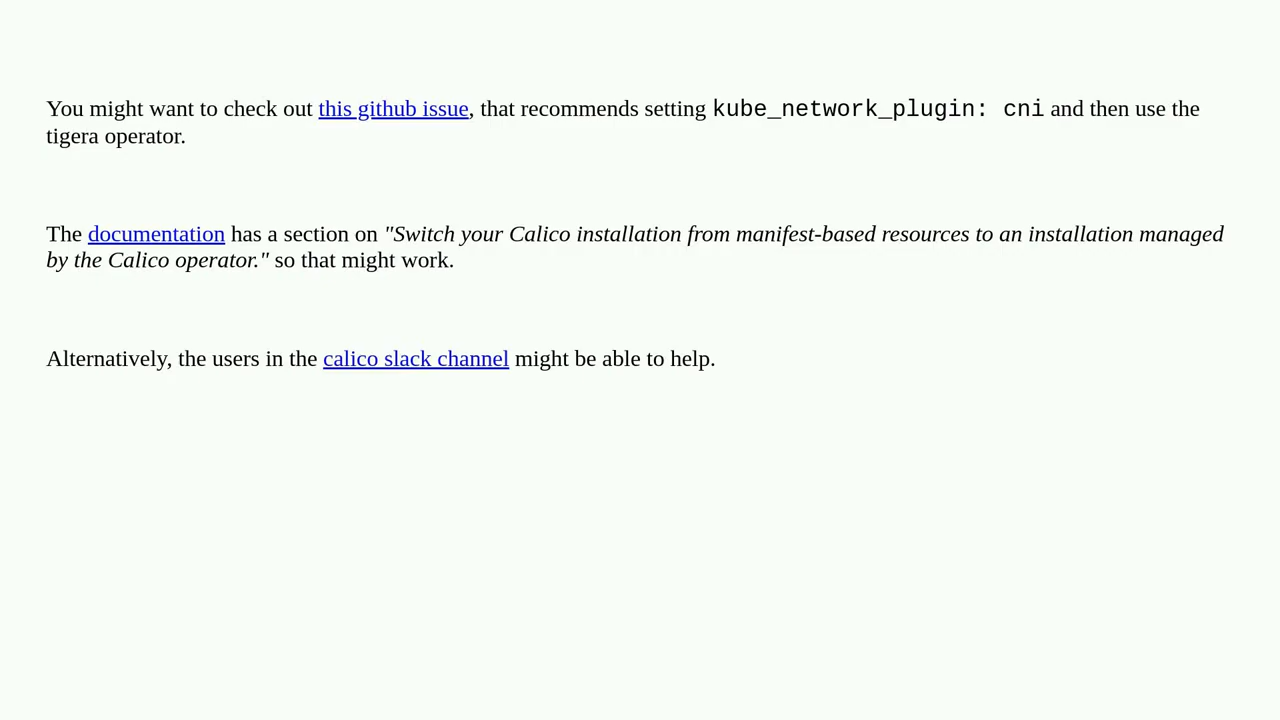 You might want to check out this github issue, that recommends setting kube_network_plugin: cni and then use the
tigera operator.
The documentation has a section on "Switch your Calico installation from manifest-based resources to an installation managed
by the Calico operator." so that might work.
Alternatively, the users in the calico slack channel might be able to help.